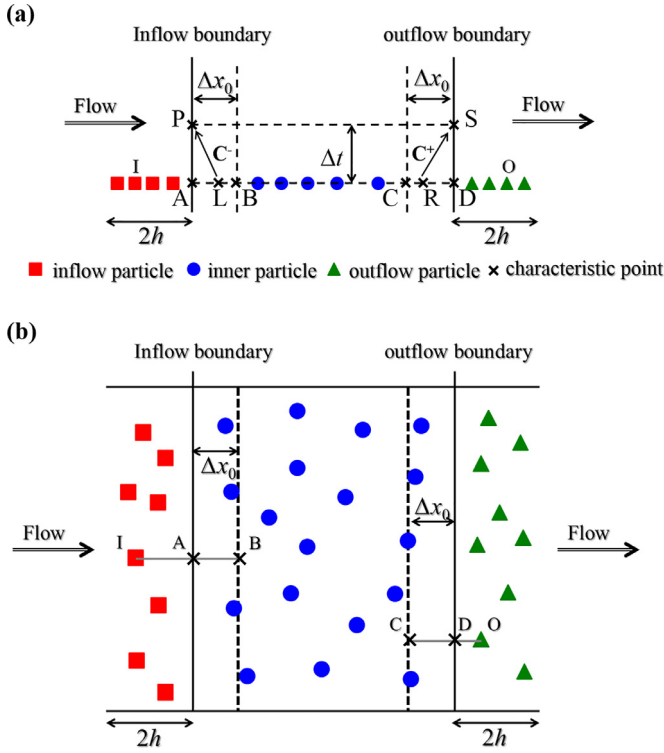 (a)
Inflow boundary
outflow boundary
Δx₀
Δx₀
Flow
P
S
Flow
C⁻
Δt
C⁺
I
O
A
L
B
C
R
D
2h
2h
inflow particle
inner particle
outflow particle
characteristic point
(b)
Inflow boundary
outflow boundary
Δx₀
Δx₀
Flow
I
A
B
Flow
C
D
O
2h
2h